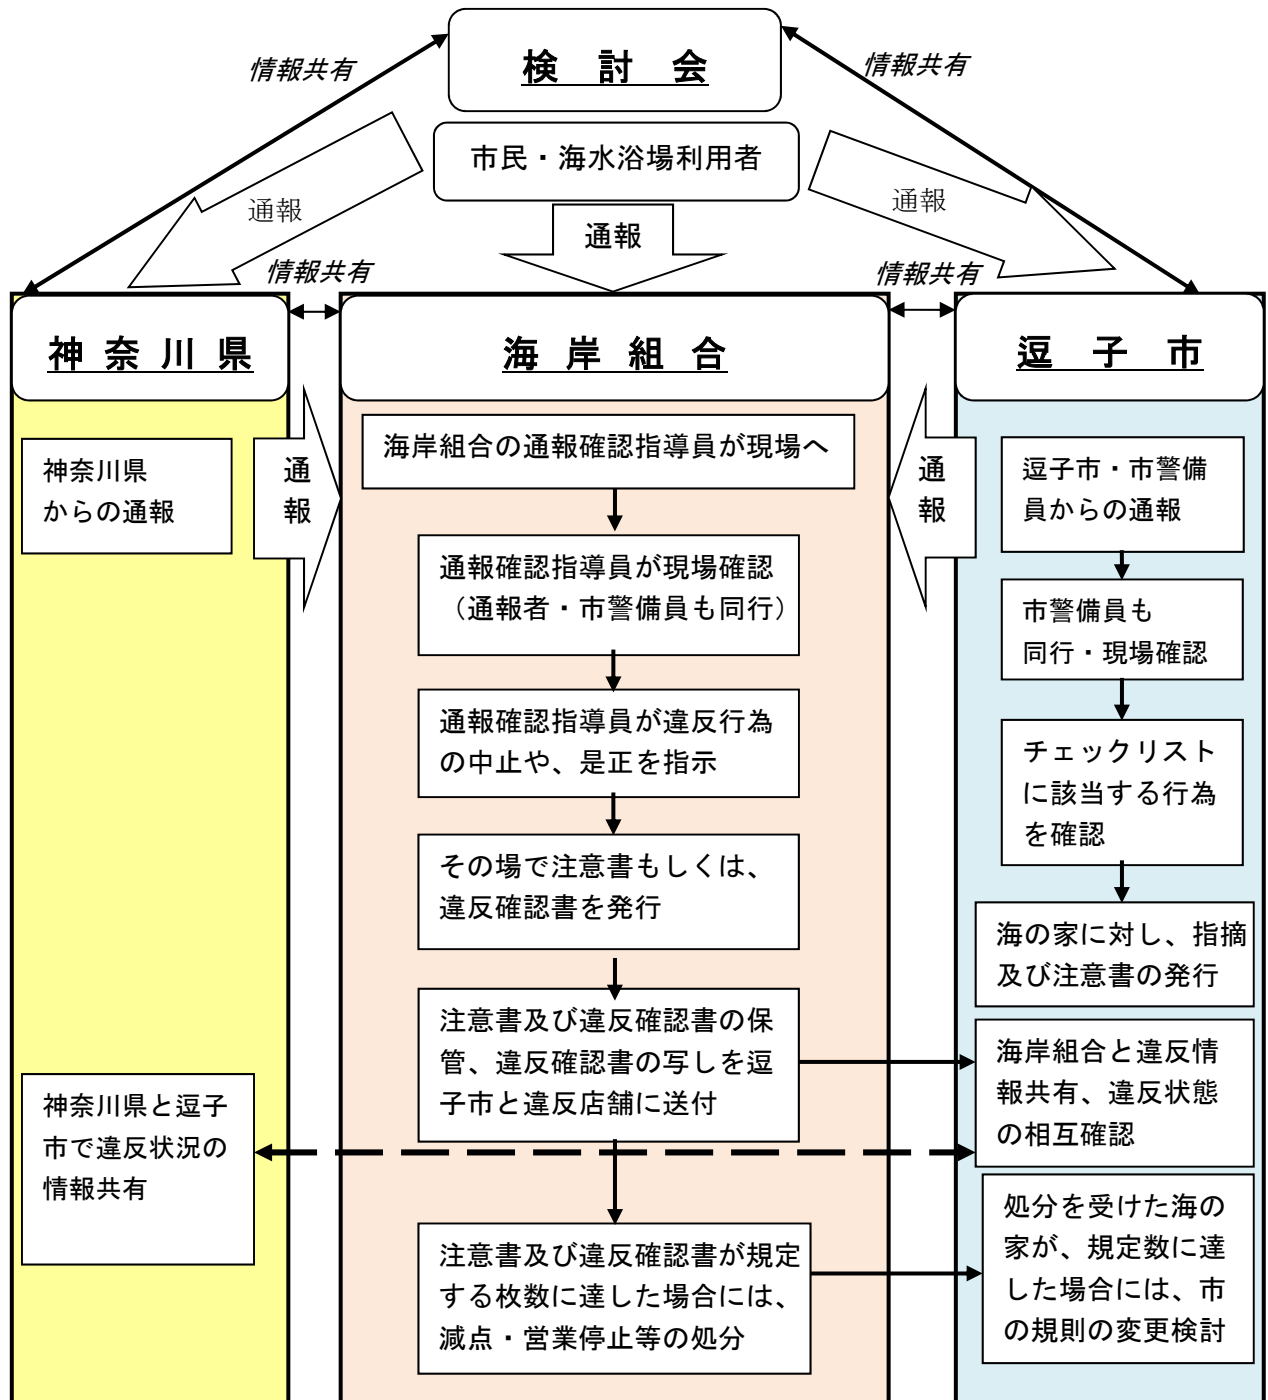 検 討 会
情報共有
情報共有
市民・海水浴場利用者
通報
通報
通報
情報共有
情報共有
神 奈 川 県
海 岸 組 合
逗 子 市
神奈川県
からの通報
通
報
海岸組合の通報確認指導員が現場へ
通報確認指導員が現場確認
（通報者・市警備員も同行）
通報確認指導員が違反行為
の中止や、是正を指示
その場で注意書もしくは、
違反確認書を発行
注意書及び違反確認書の保
管、違反確認書の写しを逗
子市と違反店舗に送付
注意書及び違反確認書が規定
する枚数に達した場合には、
減点・営業停止等の処分
通
報
逗子市・市警備
員からの通報
市警備員も
同行・現場確認
チェックリスト
に該当する行為
を確認
海の家に対し、指摘
及び注意書の発行
海岸組合と違反情
報共有、違反状態
の相互確認
処分を受けた海の
家が、規定数に達
した場合には、市
の規則の変更検討
神奈川県と逗子
市で違反状況の
情報共有